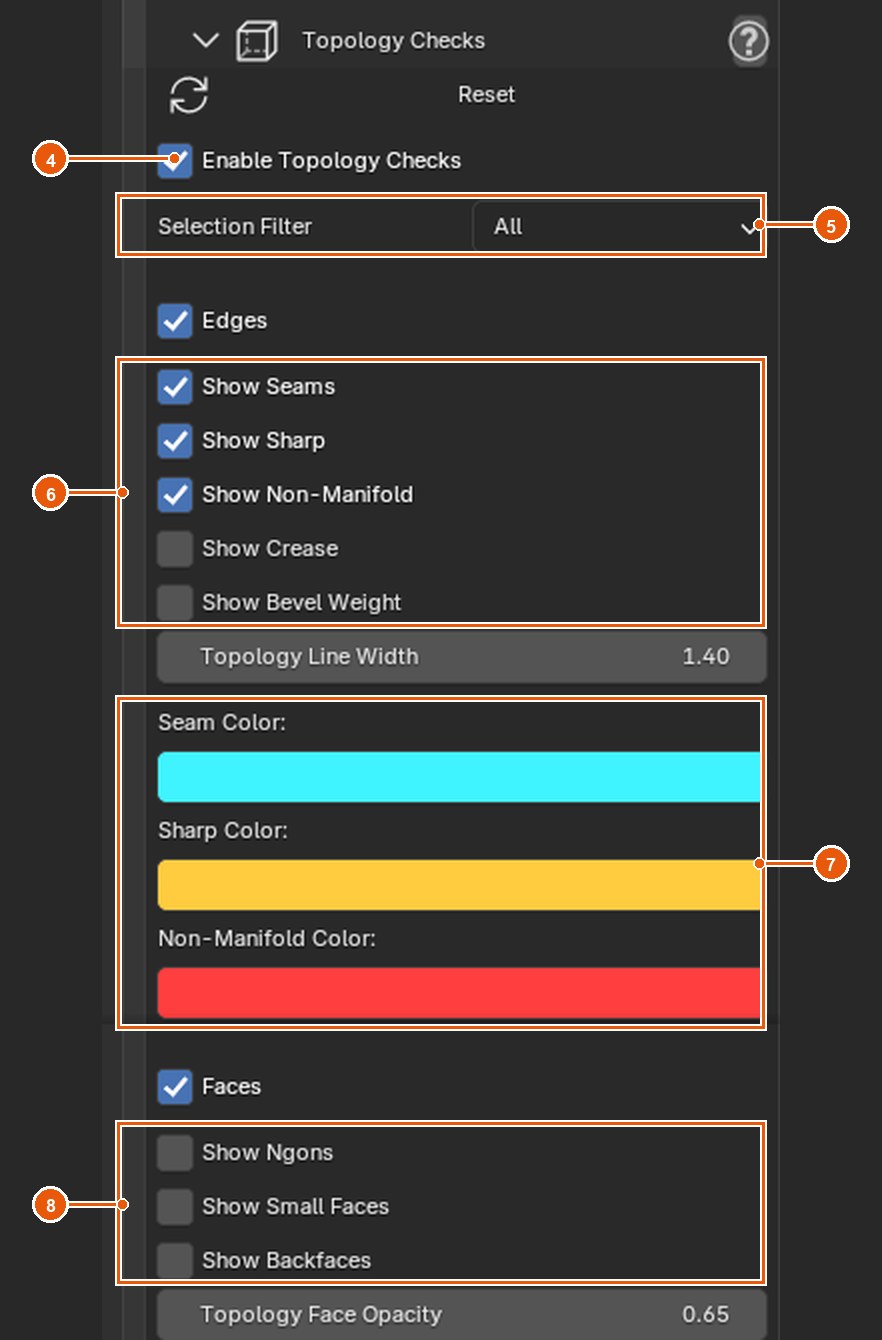 Topology Checks
?
Reset
4
Enable Topology Checks
Selection Filter All
5
Edges
Show Seams
Show Sharp
6
Show Non-Manifold
Show Crease
Show Bevel Weight
Topology Line Width 1.40
Seam Color:
Sharp Color:
7
Non-Manifold Color:
Faces
Show Ngons
8
Show Small Faces
Show Backfaces
Topology Face Opacity 0.65